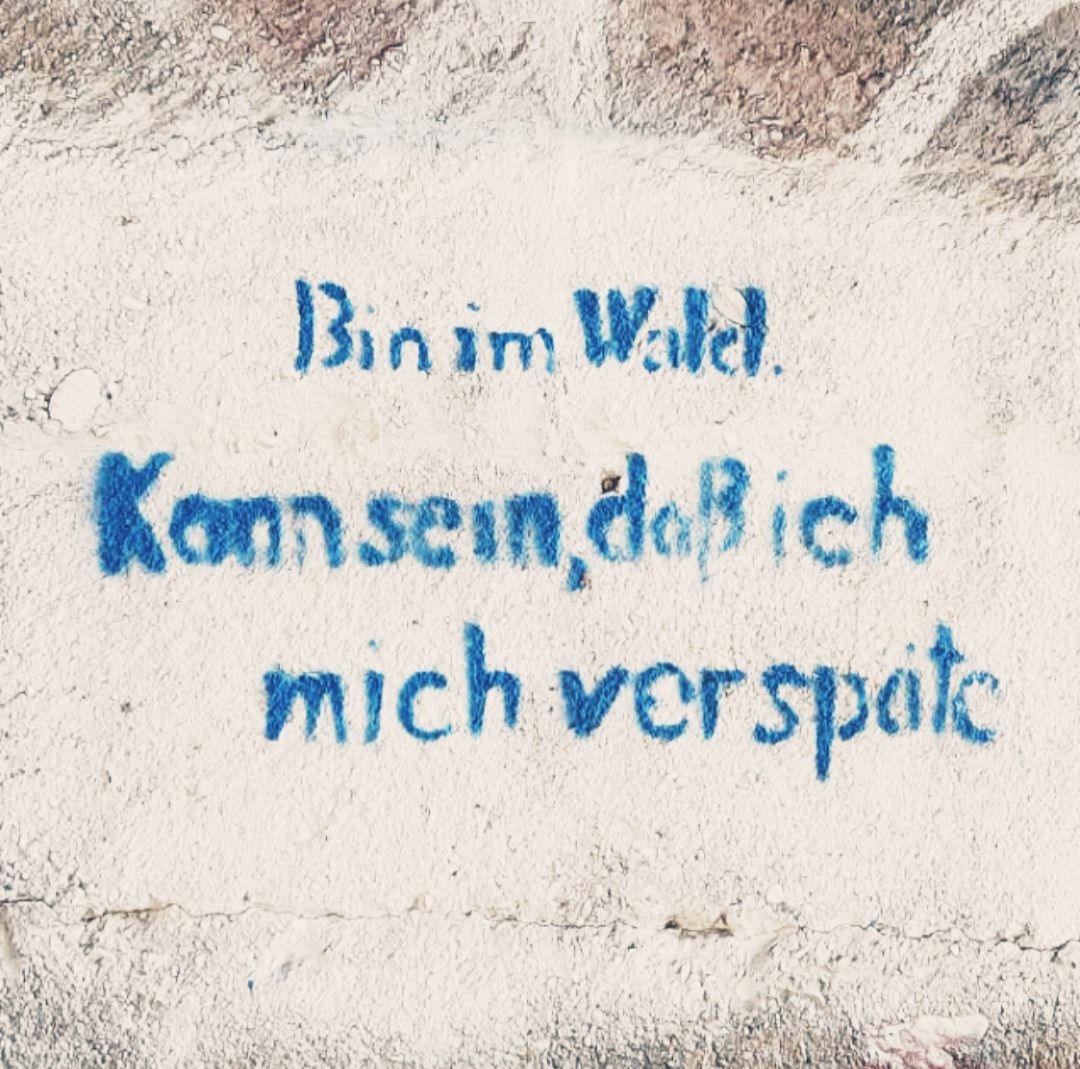 Bin im Wald.
Kann sein, daß ich
mich verspäte